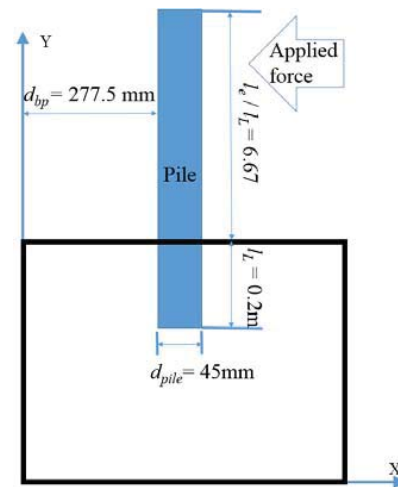 Y
Applied
force
d_bp = 277.5 mm
l_e / l_L = 6.67
Pile
l_L = 0.2m
d_pile = 45mm
X